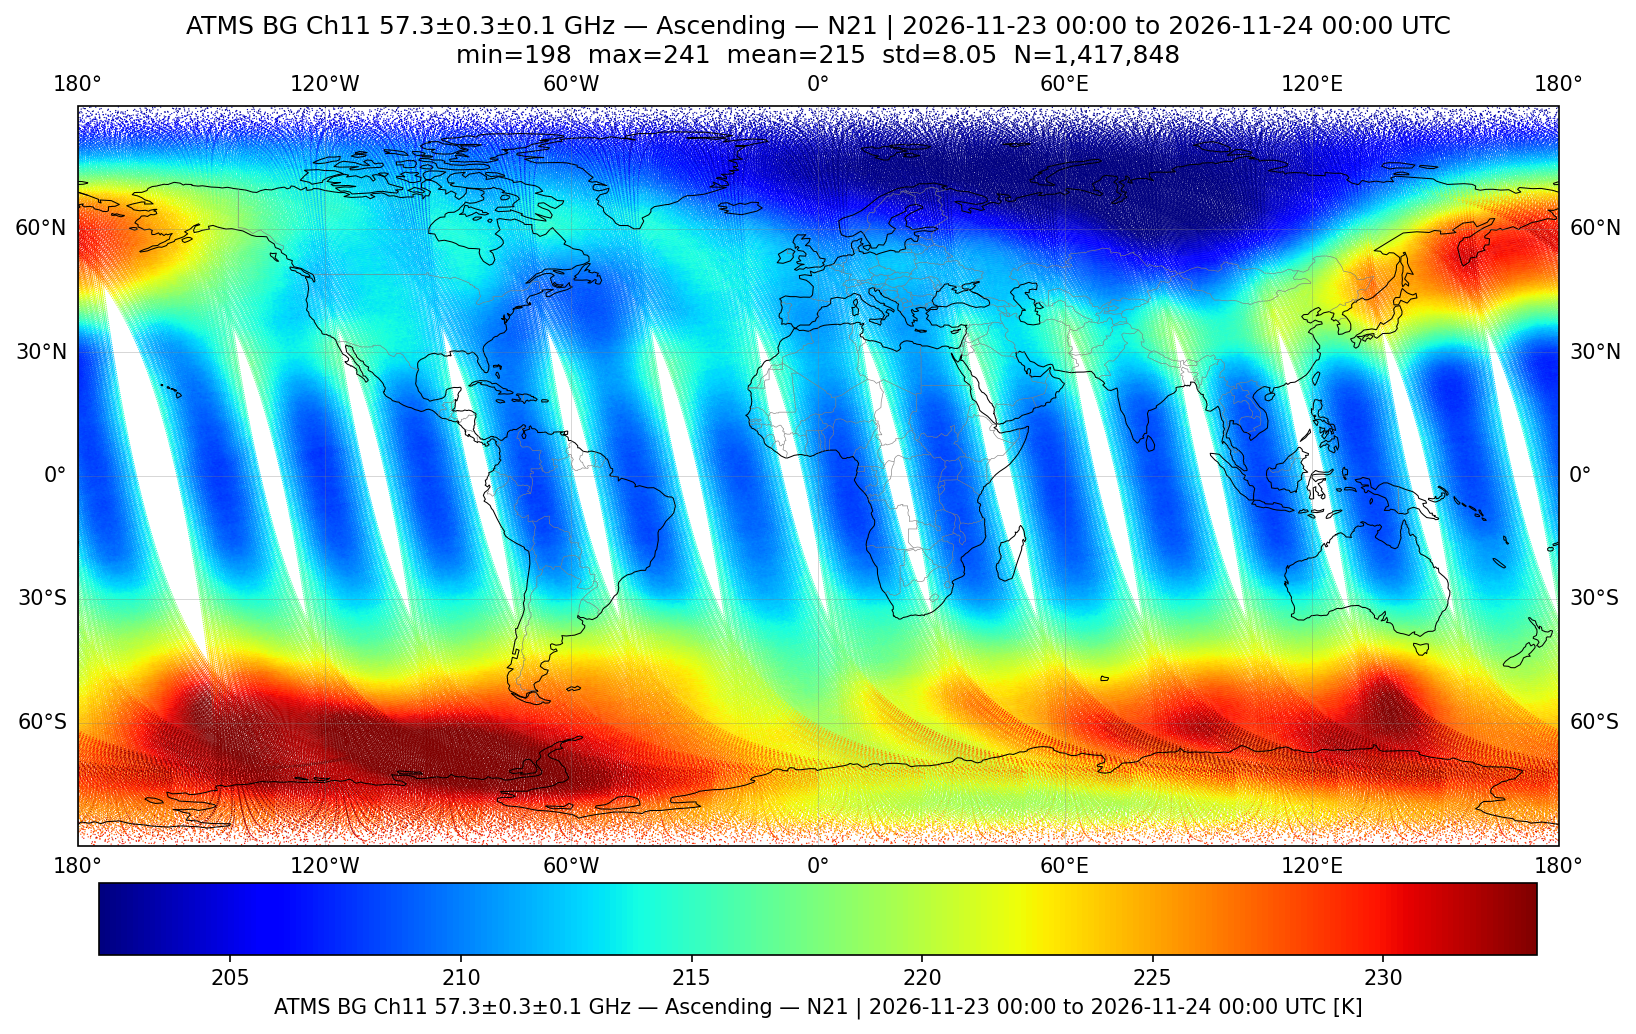 ATMS BG Ch11 57.3±0.3±0.1 GHz — Ascending — N21 | 2026-11-23 00:00 to 2026-11-24 00:00 UTC
min=198 max=241 mean=215 std=8.05 N=1,417,848
180° 120°W 60°W 0° 60°E 120°E 180°
60°N 60°N
30°N 30°N
0° 0°
30°S 30°S
60°S 60°S
180° 120°W 60°W 0° 60°E 120°E 180°
205 210 215 220 225 230
ATMS BG Ch11 57.3±0.3±0.1 GHz — Ascending — N21 | 2026-11-23 00:00 to 2026-11-24 00:00 UTC [K]